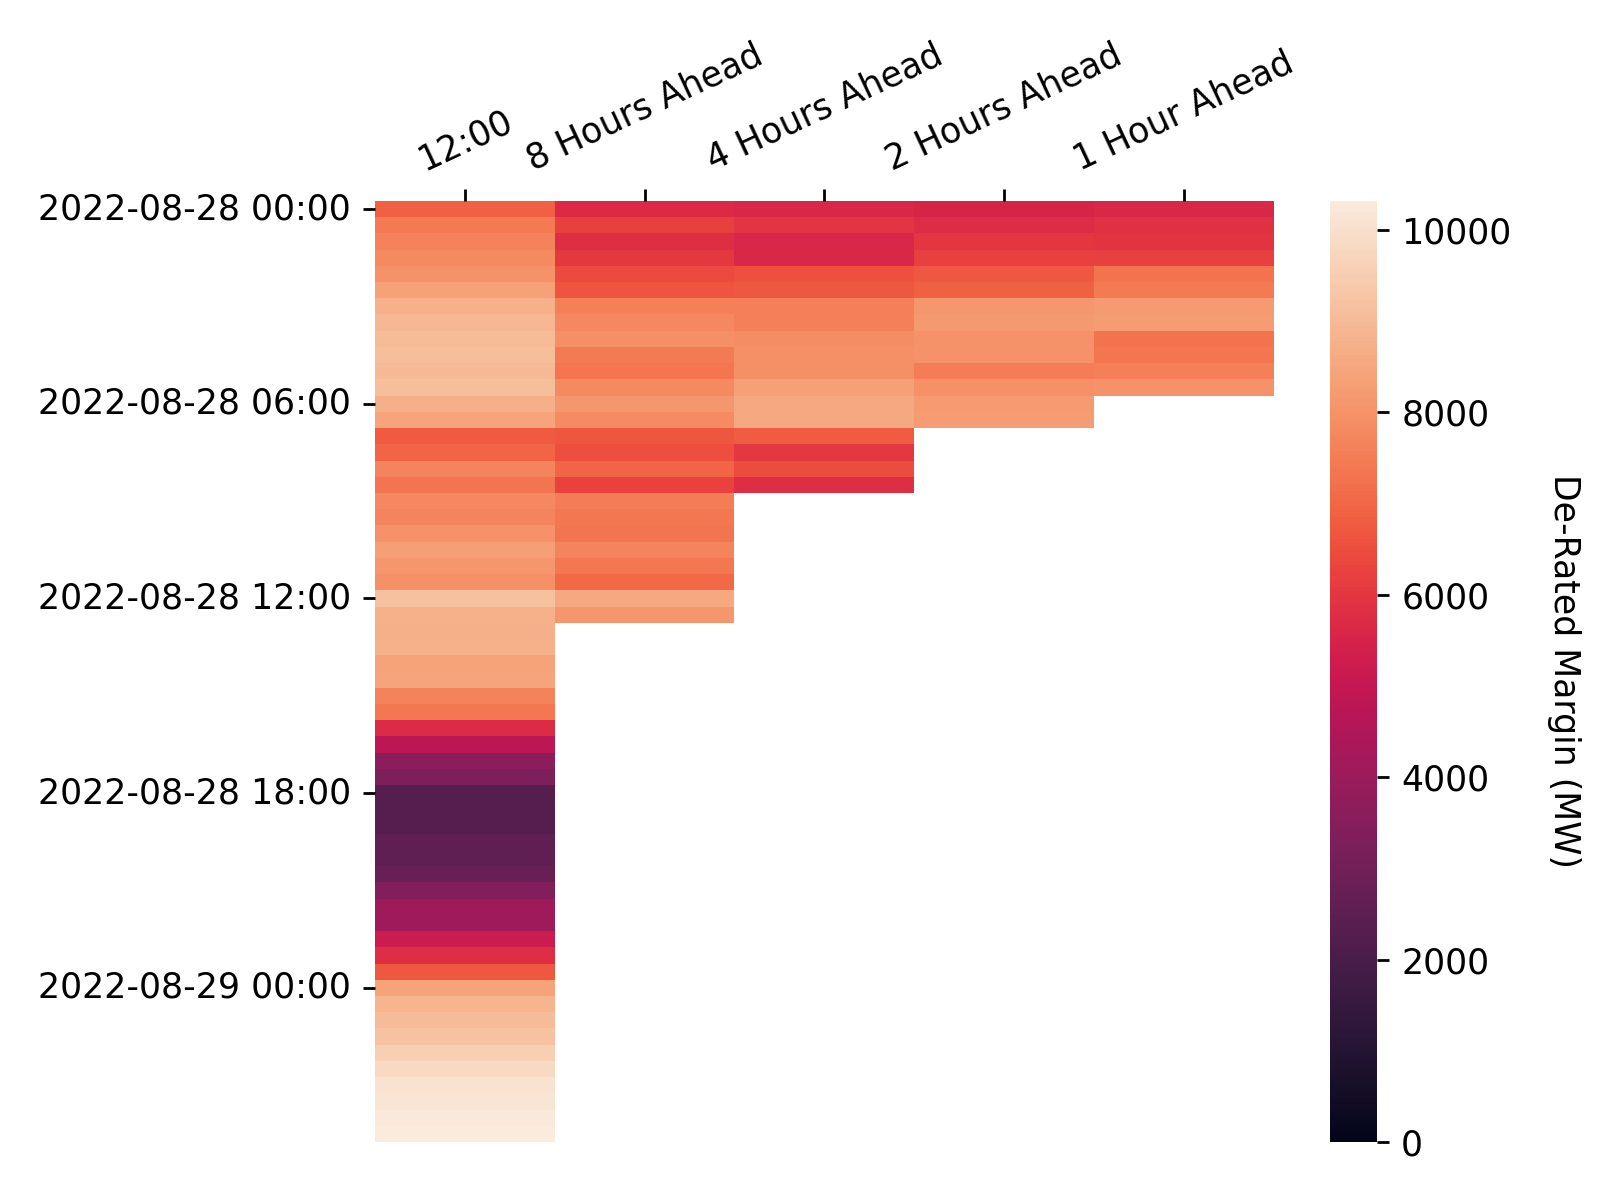 12:00
8 Hours Ahead
4 Hours Ahead
2 Hours Ahead
1 Hour Ahead
2022-08-28 00:00
2022-08-28 06:00
2022-08-28 12:00
2022-08-28 18:00
2022-08-29 00:00
10000
8000
6000
4000
2000
0
De-Rated Margin (MW)